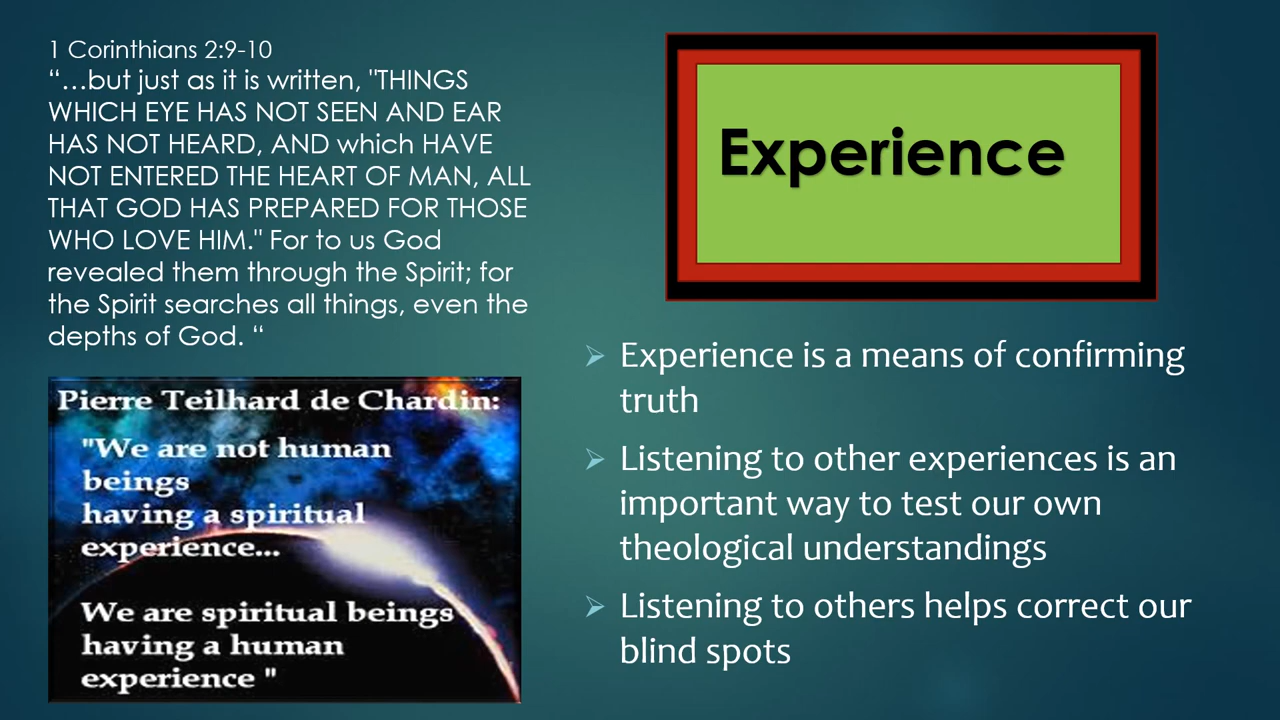 1 Corinthians 2:9-10
“…but just as it is written, "THINGS
WHICH EYE HAS NOT SEEN AND EAR
HAS NOT HEARD, AND which HAVE
NOT ENTERED THE HEART OF MAN, ALL
THAT GOD HAS PREPARED FOR THOSE
WHO LOVE HIM." For to us God
revealed them through the Spirit; for
the Spirit searches all things, even the
depths of God. “
Pierre Teilhard de Chardin:
"We are not human
beings
having a spiritual
experience...
We are spiritual beings
having a human
experience "
Experience
Experience is a means of confirming
truth
Listening to other experiences is an
important way to test our own
theological understandings
Listening to others helps correct our
blind spots